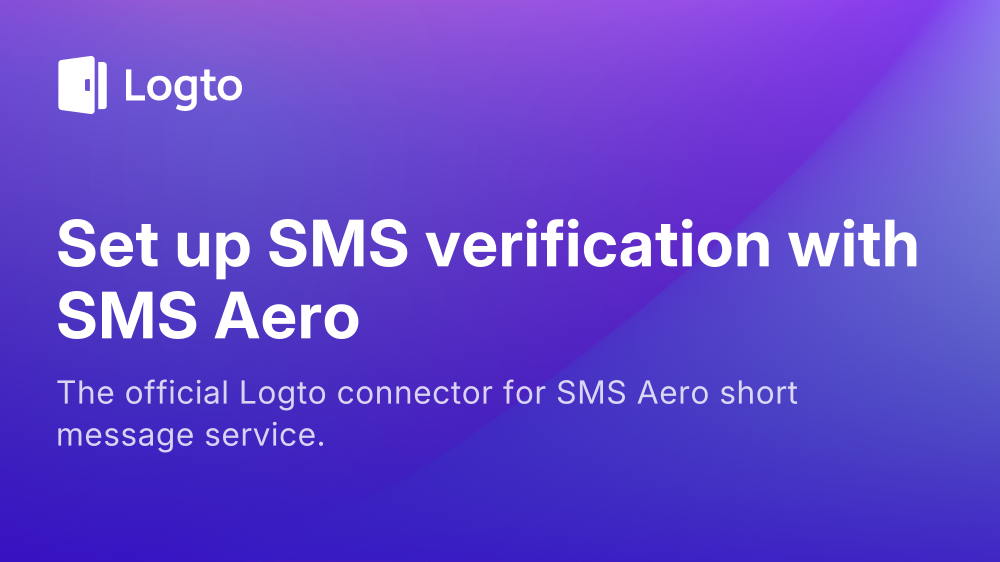 Logto
Set up SMS verification with
SMS Aero
The official Logto connector for SMS Aero short
message service.